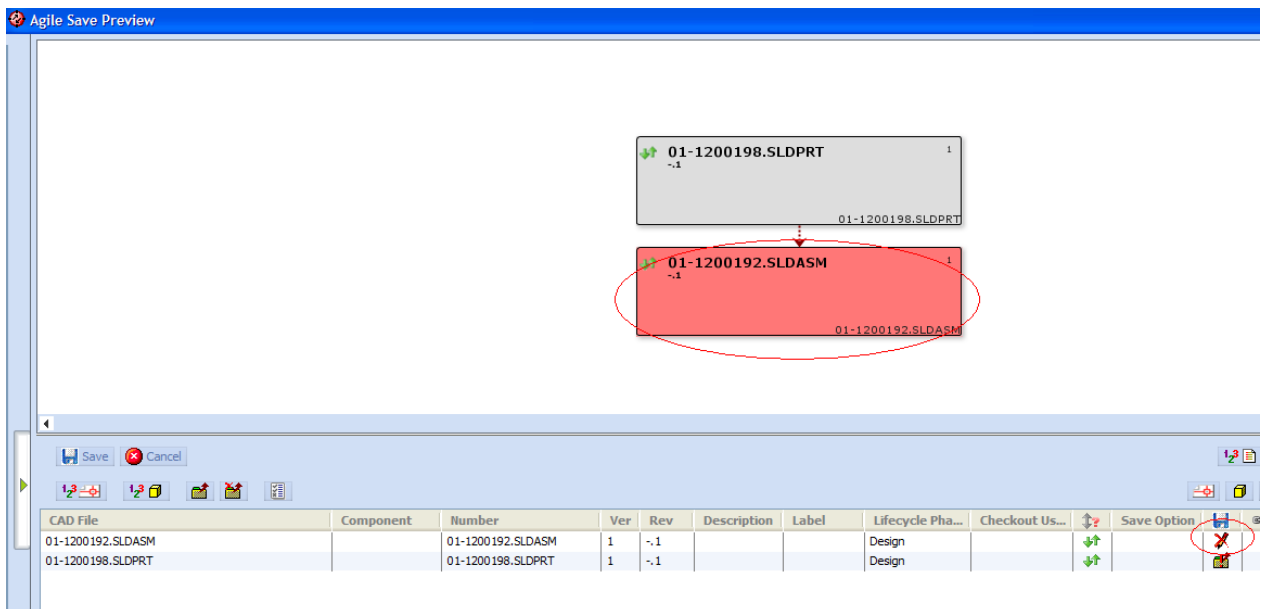 Agile Save Preview
01-1200198.SLDPRT 1
-.1
01-1200198.SLDPRT
01-1200192.SLDASM 1
-.1
01-1200192.SLDASM
Save Cancel
CAD File Component Number Ver Rev Description Label Lifecycle Pha... Checkout Us... Save Option
01-1200192.SLDASM 01-1200192.SLDASM 1 -.1 Design
01-1200198.SLDPRT 01-1200198.SLDPRT 1 -.1 Design